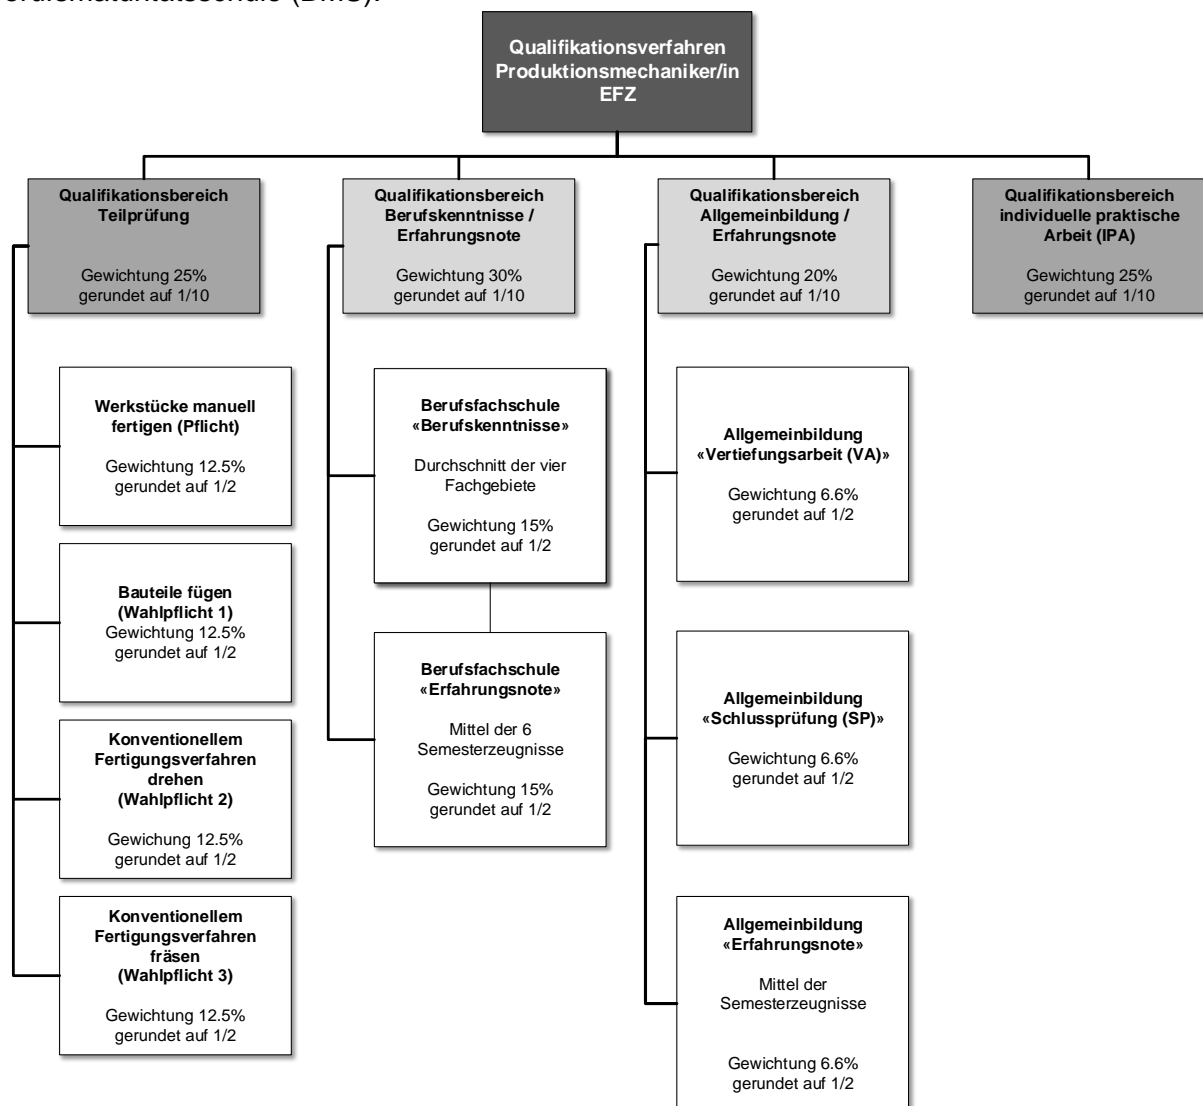 (BMS).
Qualifikationsverfahren
Produktionsmechaniker/in
EFZ
Qualifikationsbereich
Teilprüfung
Gewichtung 25%
gerundet auf 1/10
Qualifikationsbereich
Berufskenntnisse /
Erfahrungsnote
Gewichtung 30%
gerundet auf 1/10
Qualifikationsbereich
Allgemeinbildung /
Erfahrungsnote
Gewichtung 20%
gerundet auf 1/10
Qualifikationsbereich
individuelle praktische
Arbeit (IPA)
Gewichtung 25%
gerundet auf 1/10
Werkstücke manuell
fertigen (Pflicht)
Gewichtung 12.5%
gerundet auf 1/2
Bauteile fügen
(Wahlpflicht 1)
Gewichtung 12.5%
gerundet auf 1/2
Konventionellem
Fertigungsverfahren
drehen
(Wahlpflicht 2)
Gewichung 12.5%
gerundet auf 1/2
Konventionellem
Fertigungsverfahren
fräsen
(Wahlpflicht 3)
Gewichtung 12.5%
gerundet auf 1/2
Berufsfachschule
«Berufskenntnisse»
Durchschnitt der vier
Fachgebiete
Gewichtung 15%
gerundet auf 1/2
Berufsfachschule
«Erfahrungsnote»
Mittel der 6
Semesterzeugnisse
Gewichtung 15%
gerundet auf 1/2
Allgemeinbildung
«Vertiefungsarbeit (VA)»
Gewichtung 6.6%
gerundet auf 1/2
Allgemeinbildung
«Schlussprüfung (SP)»
Gewichtung 6.6%
gerundet auf 1/2
Allgemeinbildung
«Erfahrungsnote»
Mittel der
Semesterzeugnisse
Gewichtung 6.6%
gerundet auf 1/2